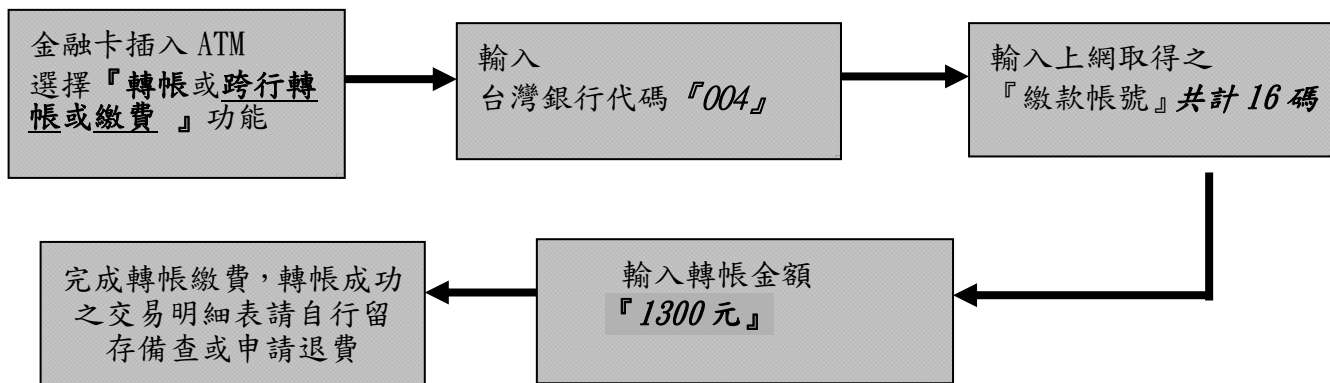 金融卡插入 ATM
選擇『轉帳或跨行轉
帳或繳費 』功能
輸入
台灣銀行代碼『004』
輸入上網取得之
『繳款帳號』共計 16 碼
輸入轉帳金額
『1300 元』
完成轉帳繳費，轉帳成功
之交易明細表請自行留
存備查或申請退費